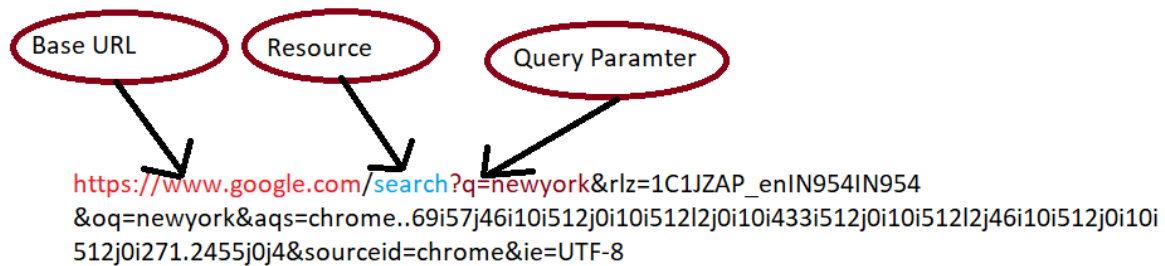 Base URL
Resource
Query Paramter
https://www.google.com/search?q=newyork&rlz=1C1JZAP_enIN954IN954
&oq=newyork&aqs=chrome..69i57j46i10i512j0i10i512l2j0i10i433i512j0i10i512l2j46i10i512j0i10i
512j0i271.2455j0j4&sourceid=chrome&ie=UTF-8